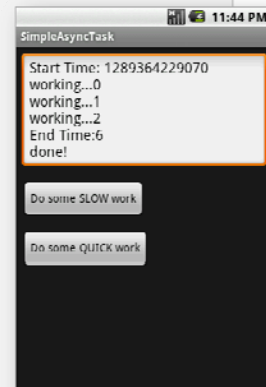 11:44 PM
SimpleAsyncTask
Start Time: 1289364229070
working...0
working...1
working...2
End Time:6
done!
Do some SLOW work
Do some QUICK work